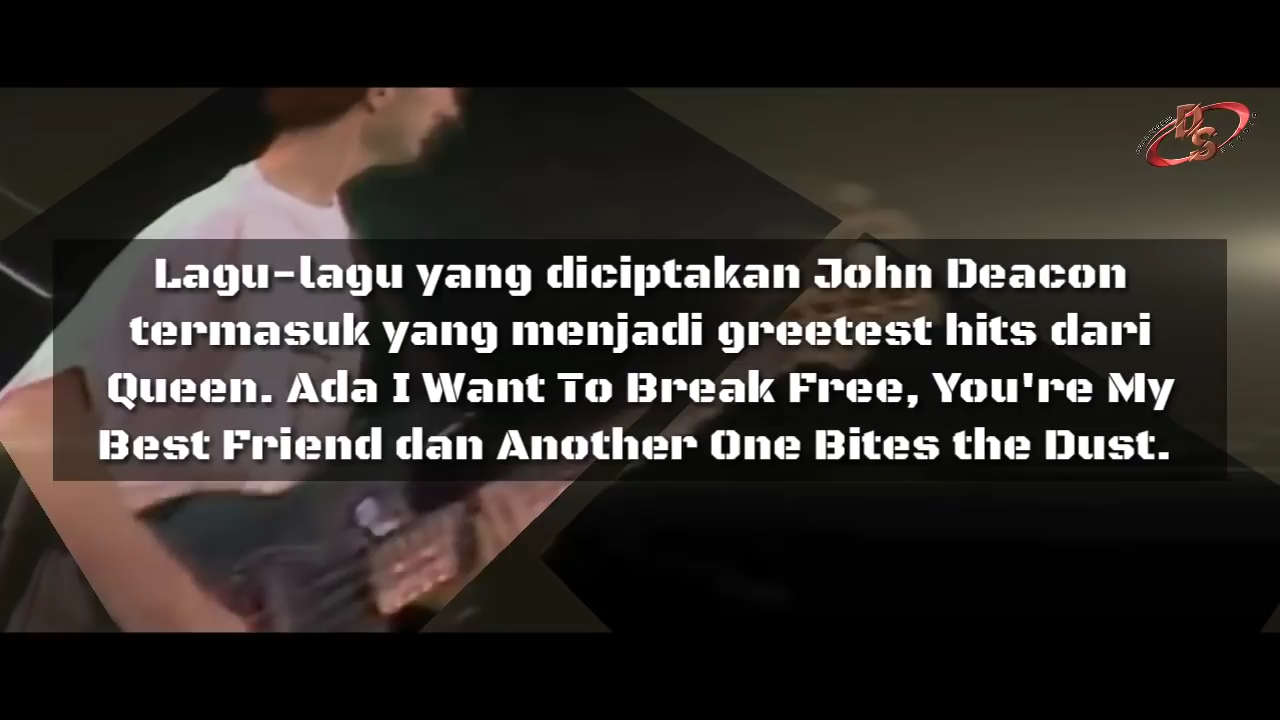 DS
Lagu-lagu yang diciptakan John Deacon
termasuk yang menjadi greetest hits dari
Queen. Ada I Want To Break Free, You're My
Best Friend dan Another One Bites the Dust.